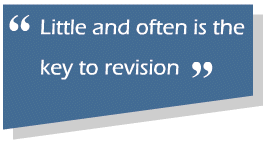 “ Little and often is the
key to revision ”